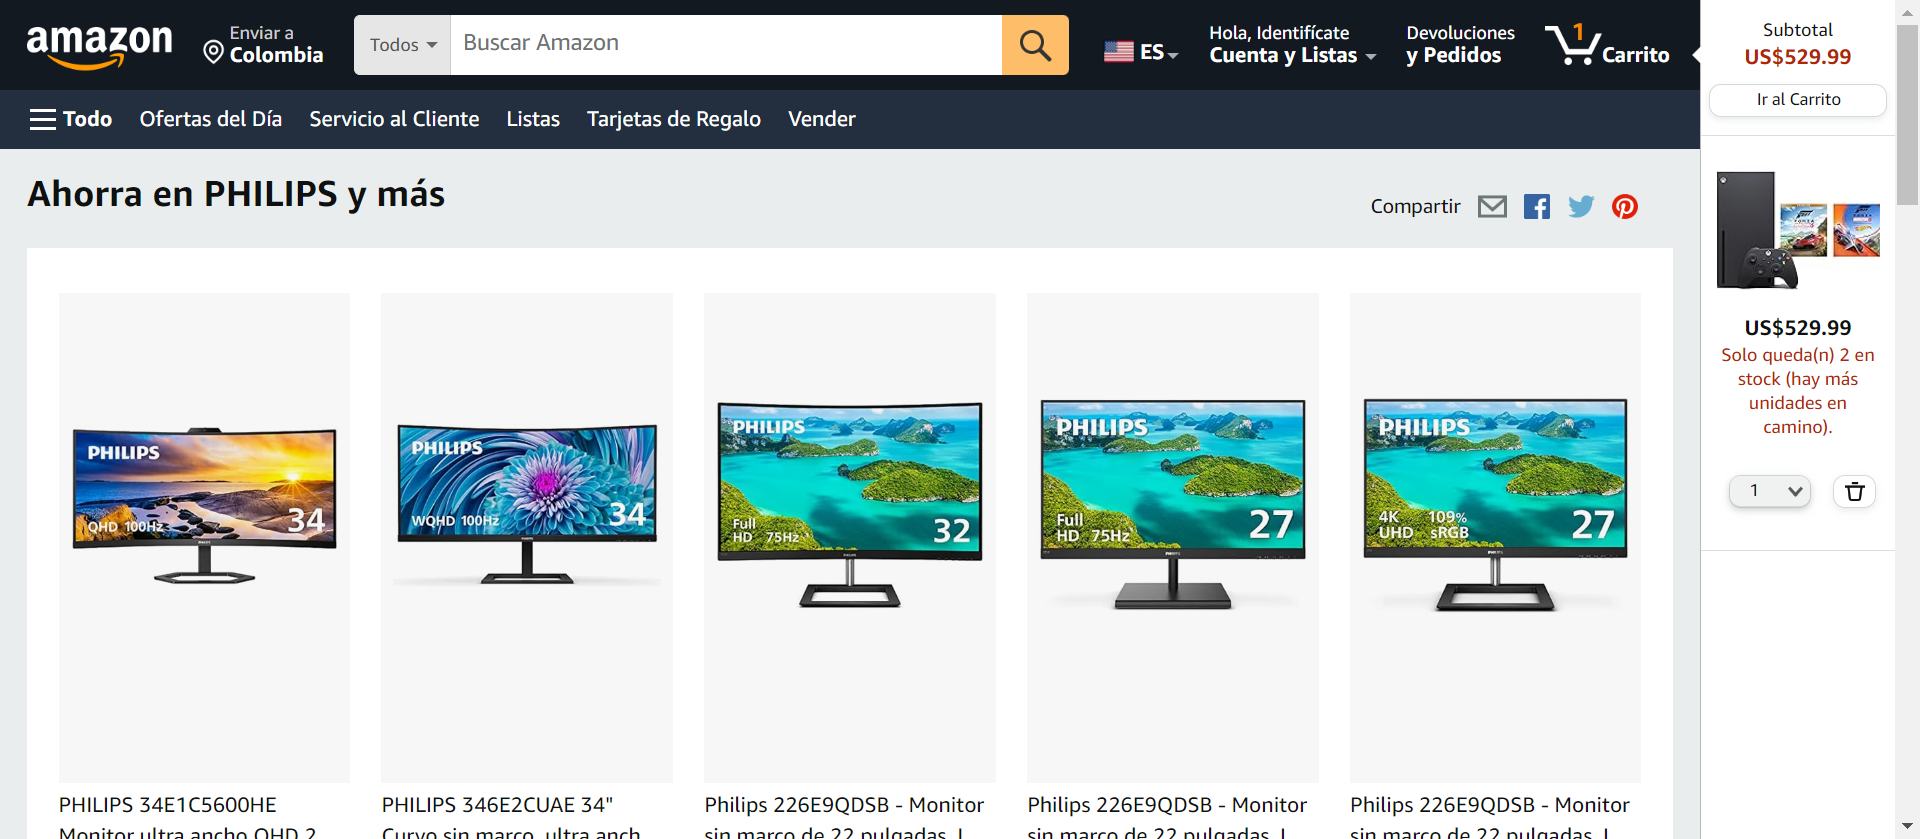 amazon
Enviar a
Colombia
Todos
Buscar Amazon
ES
Hola, Identifícate
Cuenta y Listas
Devoluciones
y Pedidos
1
Carrito
Subtotal
US$529.99
Ir al Carrito
Todo
Ofertas del Día
Servicio al Cliente
Listas
Tarjetas de Regalo
Vender
Ahorra en PHILIPS y más
Compartir
PHILIPS
QHD 100Hz
34
PHILIPS
WQHD 100Hz
34
PHILIPS
Full
HD 75Hz
32
PHILIPS
Full
HD 75Hz
27
PHILIPS
4K 109%
UHD sRGB
27
PHILIPS 34E1C5600HE
Monitor ultra ancho QHD 2
PHILIPS 346E2CUAE 34"
Curvo sin marco, ultra anch
Philips 226E9QDSB - Monitor
sin marco de 22 pulgadas, I
Philips 226E9QDSB - Monitor
sin marco de 22 pulgadas, I
Philips 226E9QDSB - Monitor
sin marco de 22 pulgadas, I
FORZA
US$529.99
Solo queda(n) 2 en
stock (hay más
unidades en
camino).
1